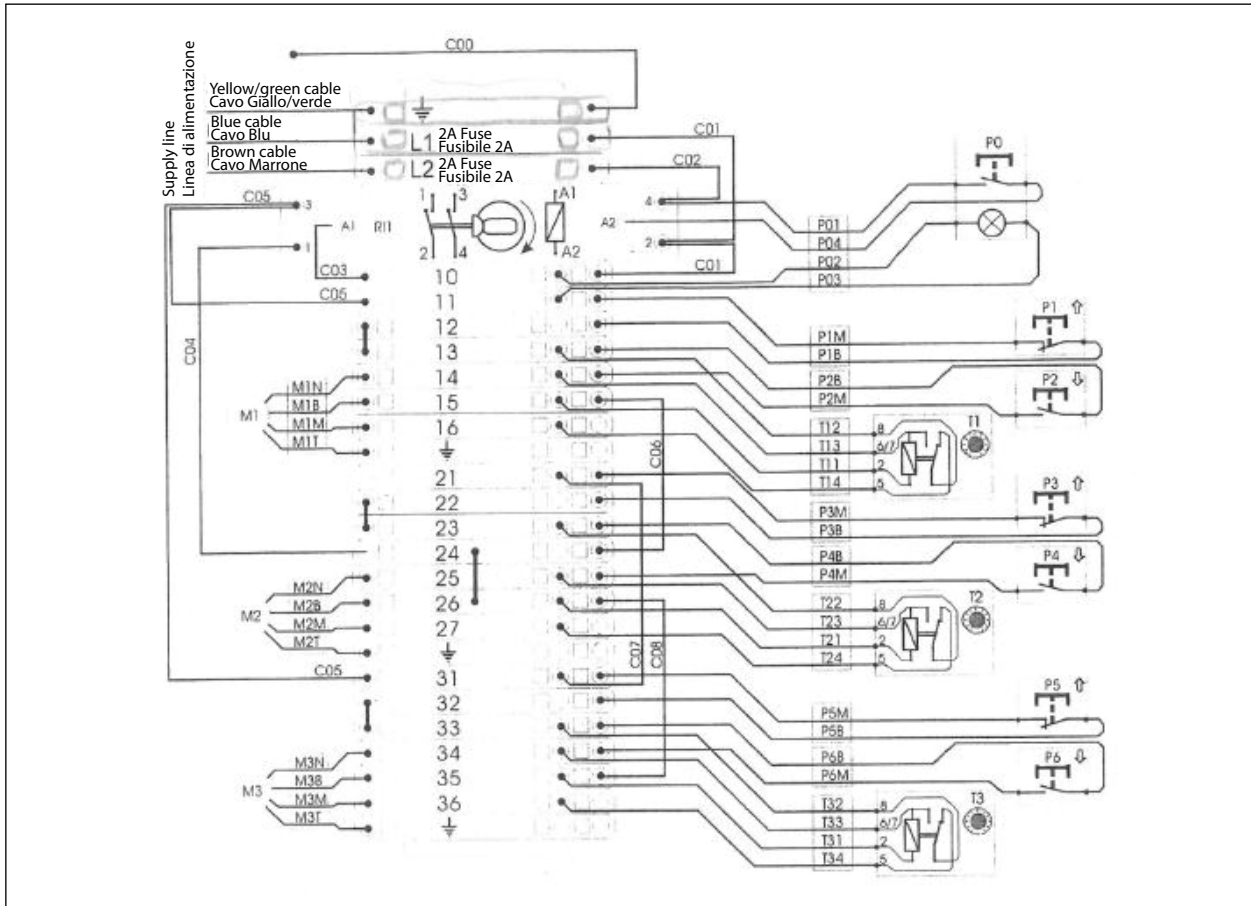 C00
Supply line
Linea di alimentazione
Yellow/green cable
Cavo Giallo/verde
Blue cable
Cavo Blu
Brown cable
Cavo Marrone
L1 2A Fuse
Fusibile 2A
L2 2A Fuse
Fusibile 2A
C01
C02
C05
3
A1 RI1
1
C03
C05
C04
1 3
2 4
A1
A2
A2
4
2
C01
P0
P01
P04
P02
P03
10
11
12
13
14
15
16
21
22
23
24
25
26
27
31
32
33
34
35
36
M1
M1N
M1B
M1M
M1T
M2
M2N
M2B
M2M
M2T
C05
M3
M3N
M3B
M3M
M3T
C06
C07
C08
P1M
P1B
P1
P2B
P2M
P2
T12 8
T13 6/7
T11 2
T14 5
T1
P3M
P3B
P3
P4B
P4M
P4
T22 8
T23 6/7
T21 2
T24 5
T2
P5M
P5B
P5
P6B
P6M
P6
T32 8
T33 6/7
T31 2
T34 5
T3